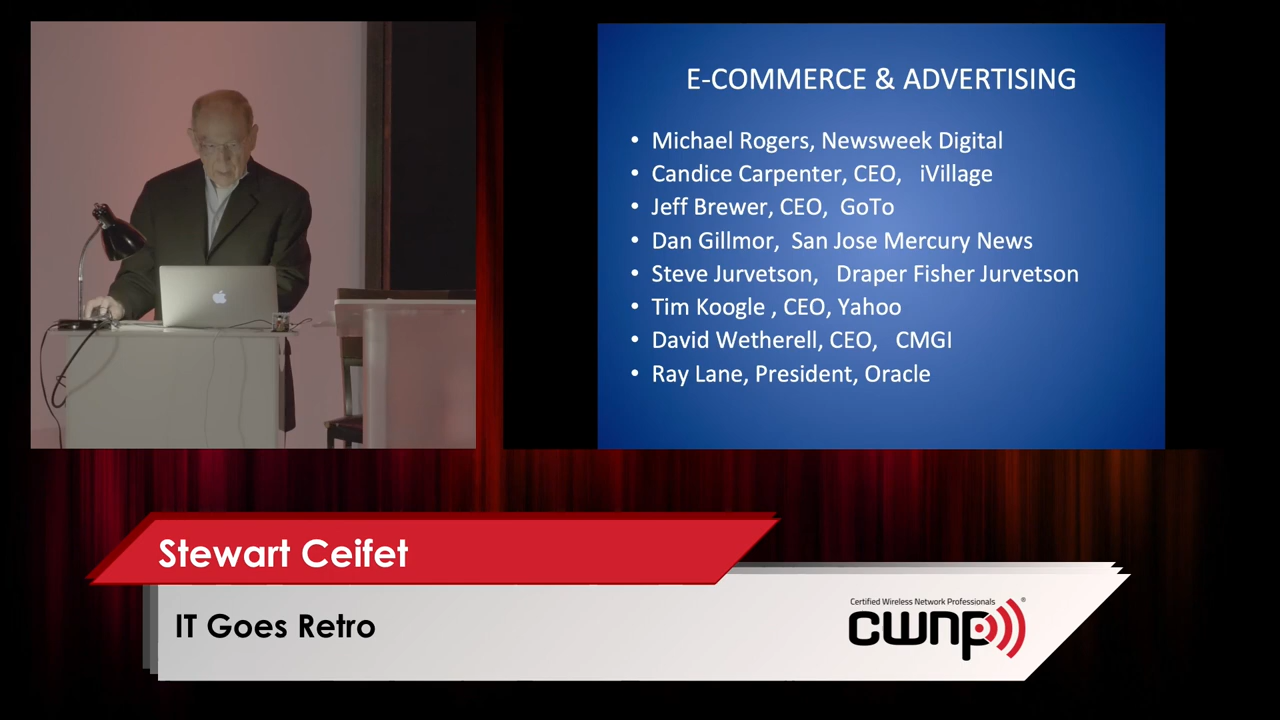 E-COMMERCE & ADVERTISING
• Michael Rogers, Newsweek Digital
• Candice Carpenter, CEO, iVillage
• Jeff Brewer, CEO, GoTo
• Dan Gillmor, San Jose Mercury News
• Steve Jurvetson, Draper Fisher Jurvetson
• Tim Koogle , CEO, Yahoo
• David Wetherell, CEO, CMGI
• Ray Lane, President, Oracle
Stewart Ceifet
IT Goes Retro
Certified Wireless Network Professionals
cwnp®